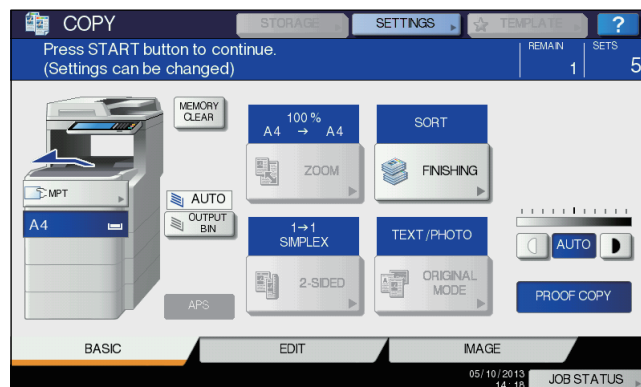 COPY
STORAGE
SETTINGS
TEMPLATE
?
Press START button to continue.
(Settings can be changed)
REMAIN
1
SETS
5
MEMORY
CLEAR
100 %
A4 → A4
ZOOM
SORT
FINISHING
MPT
A4
AUTO
OUTPUT
BIN
APS
1→1
SIMPLEX
2-SIDED
TEXT/PHOTO
ORIGINAL
MODE
AUTO
PROOF COPY
BASIC
EDIT
IMAGE
05/10/2013
14:18
JOB STATUS